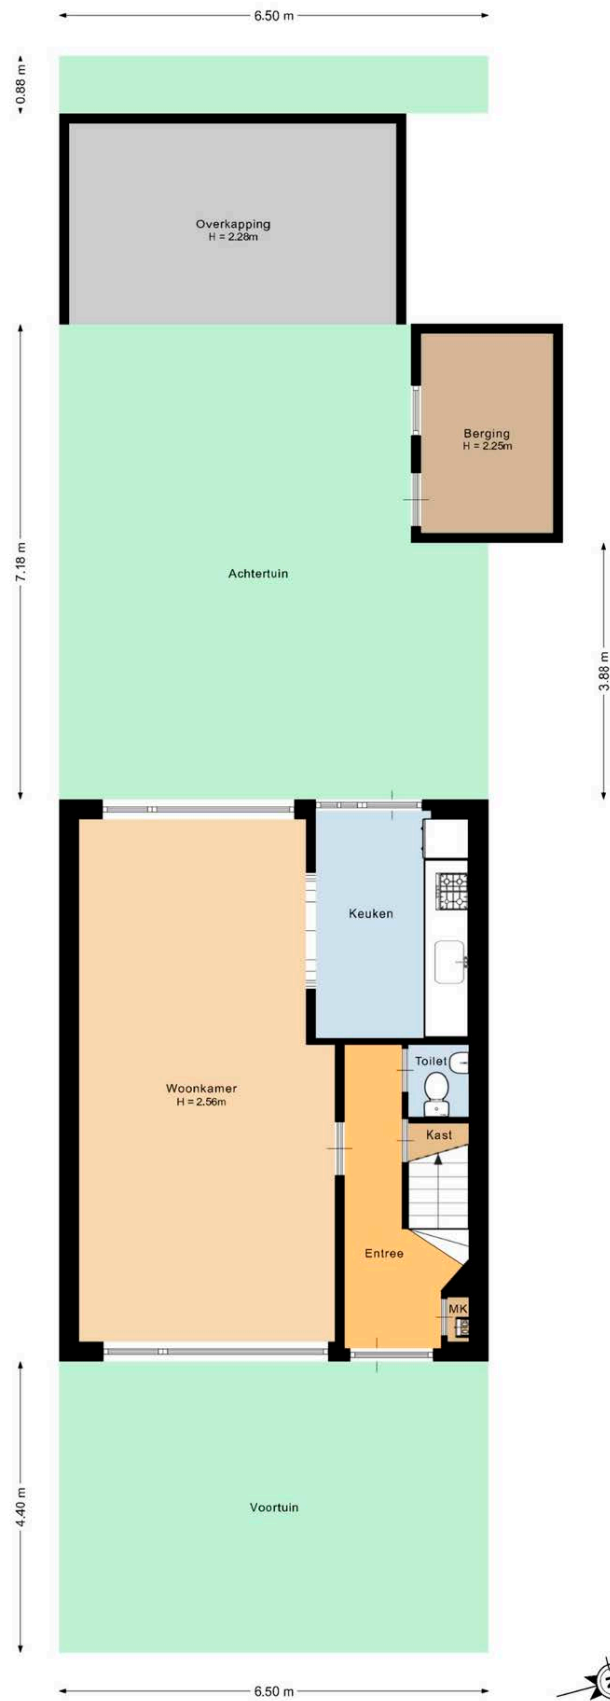 6.50 m
0.88 m
Overkapping
H = 2.28m
Berging
H = 2.25m
7.18 m
Achtertuin
3.88 m
Keuken
Toilet
Woonkamer
H = 2.56m
Kast
Entree
MK
4.40 m
Voortuin
6.50 m